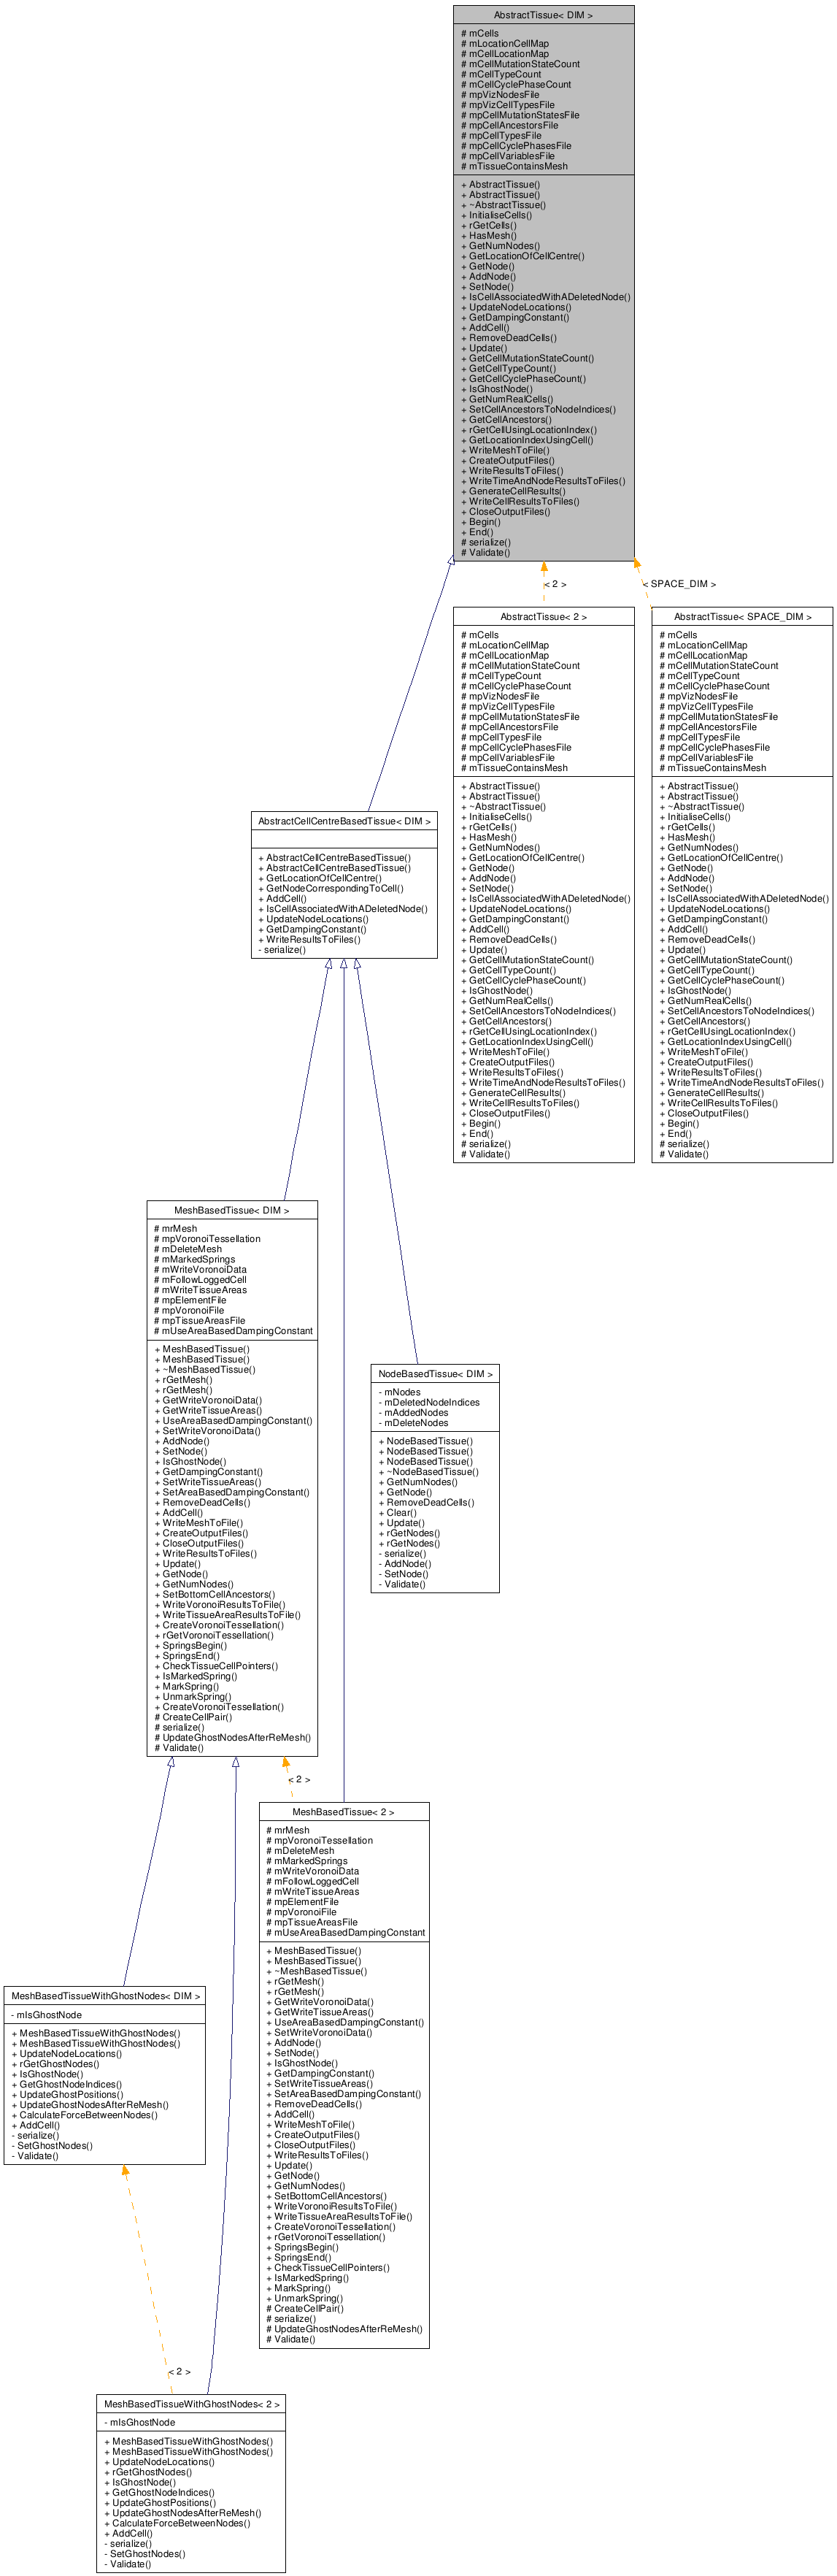 AbstractTissue< DIM >
# mCells
# mLocationCellMap
# mCellLocationMap
# mCellMutationStateCount
# mCellTypeCount
# mCellCyclePhaseCount
# mpVizNodesFile
# mpVizCellTypesFile
# mpCellMutationStatesFile
# mpCellAncestorsFile
# mpCellTypesFile
# mpCellCyclePhasesFile
# mpCellVariablesFile
# mTissueContainsMesh
+ AbstractTissue()
+ AbstractTissue()
+ ~AbstractTissue()
+ InitialiseCells()
+ rGetCells()
+ HasMesh()
+ GetNumNodes()
+ GetLocationOfCellCentre()
+ GetNode()
+ AddNode()
+ SetNode()
+ IsCellAssociatedWithADeletedNode()
+ UpdateNodeLocations()
+ GetDampingConstant()
+ AddCell()
+ RemoveDeadCells()
+ Update()
+ GetCellMutationStateCount()
+ GetCellTypeCount()
+ GetCellCyclePhaseCount()
+ IsGhostNode()
+ GetNumRealCells()
+ SetCellAncestorsToNodeIndices()
+ GetCellAncestors()
+ rGetCellUsingLocationIndex()
+ GetLocationIndexUsingCell()
+ WriteMeshToFile()
+ CreateOutputFiles()
+ WriteResultsToFiles()
+ WriteTimeAndNodeResultsToFiles()
+ GenerateCellResults()
+ WriteCellResultsToFiles()
+ CloseOutputFiles()
+ Begin()
+ End()
# serialize()
# Validate()
< 2 >
< SPACE_DIM >
AbstractTissue< 2 >
# mCells
# mLocationCellMap
# mCellLocationMap
# mCellMutationStateCount
# mCellTypeCount
# mCellCyclePhaseCount
# mpVizNodesFile
# mpVizCellTypesFile
# mpCellMutationStatesFile
# mpCellAncestorsFile
# mpCellTypesFile
# mpCellCyclePhasesFile
# mpCellVariablesFile
# mTissueContainsMesh
+ AbstractTissue()
+ AbstractTissue()
+ ~AbstractTissue()
+ InitialiseCells()
+ rGetCells()
+ HasMesh()
+ GetNumNodes()
+ GetLocationOfCellCentre()
+ GetNode()
+ AddNode()
+ SetNode()
+ IsCellAssociatedWithADeletedNode()
+ UpdateNodeLocations()
+ GetDampingConstant()
+ AddCell()
+ RemoveDeadCells()
+ Update()
+ GetCellMutationStateCount()
+ GetCellTypeCount()
+ GetCellCyclePhaseCount()
+ IsGhostNode()
+ GetNumRealCells()
+ SetCellAncestorsToNodeIndices()
+ GetCellAncestors()
+ rGetCellUsingLocationIndex()
+ GetLocationIndexUsingCell()
+ WriteMeshToFile()
+ CreateOutputFiles()
+ WriteResultsToFiles()
+ WriteTimeAndNodeResultsToFiles()
+ GenerateCellResults()
+ WriteCellResultsToFiles()
+ CloseOutputFiles()
+ Begin()
+ End()
# serialize()
# Validate()
AbstractTissue< SPACE_DIM >
# mCells
# mLocationCellMap
# mCellLocationMap
# mCellMutationStateCount
# mCellTypeCount
# mCellCyclePhaseCount
# mpVizNodesFile
# mpVizCellTypesFile
# mpCellMutationStatesFile
# mpCellAncestorsFile
# mpCellTypesFile
# mpCellCyclePhasesFile
# mpCellVariablesFile
# mTissueContainsMesh
+ AbstractTissue()
+ AbstractTissue()
+ ~AbstractTissue()
+ InitialiseCells()
+ rGetCells()
+ HasMesh()
+ GetNumNodes()
+ GetLocationOfCellCentre()
+ GetNode()
+ AddNode()
+ SetNode()
+ IsCellAssociatedWithADeletedNode()
+ UpdateNodeLocations()
+ GetDampingConstant()
+ AddCell()
+ RemoveDeadCells()
+ Update()
+ GetCellMutationStateCount()
+ GetCellTypeCount()
+ GetCellCyclePhaseCount()
+ IsGhostNode()
+ GetNumRealCells()
+ SetCellAncestorsToNodeIndices()
+ GetCellAncestors()
+ rGetCellUsingLocationIndex()
+ GetLocationIndexUsingCell()
+ WriteMeshToFile()
+ CreateOutputFiles()
+ WriteResultsToFiles()
+ WriteTimeAndNodeResultsToFiles()
+ GenerateCellResults()
+ WriteCellResultsToFiles()
+ CloseOutputFiles()
+ Begin()
+ End()
# serialize()
# Validate()
AbstractCellCentreBasedTissue< DIM >
+ AbstractCellCentreBasedTissue()
+ AbstractCellCentreBasedTissue()
+ GetLocationOfCellCentre()
+ GetNodeCorrespondingToCell()
+ AddCell()
+ IsCellAssociatedWithADeletedNode()
+ UpdateNodeLocations()
+ GetDampingConstant()
+ WriteResultsToFiles()
- serialize()
MeshBasedTissue< DIM >
# mrMesh
# mpVoronoiTessellation
# mDeleteMesh
# mMarkedSprings
# mWriteVoronoiData
# mFollowLoggedCell
# mWriteTissueAreas
# mpElementFile
# mpVoronoiFile
# mpTissueAreasFile
# mUseAreaBasedDampingConstant
+ MeshBasedTissue()
+ MeshBasedTissue()
+ ~MeshBasedTissue()
+ rGetMesh()
+ rGetMesh()
+ GetWriteVoronoiData()
+ GetWriteTissueAreas()
+ UseAreaBasedDampingConstant()
+ SetWriteVoronoiData()
+ AddNode()
+ SetNode()
+ IsGhostNode()
+ GetDampingConstant()
+ SetWriteTissueAreas()
+ SetAreaBasedDampingConstant()
+ RemoveDeadCells()
+ AddCell()
+ WriteMeshToFile()
+ CreateOutputFiles()
+ CloseOutputFiles()
+ WriteResultsToFiles()
+ Update()
+ GetNode()
+ GetNumNodes()
+ SetBottomCellAncestors()
+ WriteVoronoiResultsToFile()
+ WriteTissueAreaResultsToFile()
+ CreateVoronoiTessellation()
+ rGetVoronoiTessellation()
+ SpringsBegin()
+ SpringsEnd()
+ CheckTissueCellPointers()
+ IsMarkedSpring()
+ MarkSpring()
+ UnmarkSpring()
+ CreateVoronoiTessellation()
# CreateCellPair()
# serialize()
# UpdateGhostNodesAfterReMesh()
# Validate()
NodeBasedTissue< DIM >
- mNodes
- mDeletedNodeIndices
- mAddedNodes
- mDeleteNodes
+ NodeBasedTissue()
+ NodeBasedTissue()
+ NodeBasedTissue()
+ ~NodeBasedTissue()
+ GetNumNodes()
+ GetNode()
+ RemoveDeadCells()
+ Clear()
+ Update()
+ rGetNodes()
+ rGetNodes()
- serialize()
- AddNode()
- SetNode()
- Validate()
< 2 >
MeshBasedTissue< 2 >
# mrMesh
# mpVoronoiTessellation
# mDeleteMesh
# mMarkedSprings
# mWriteVoronoiData
# mFollowLoggedCell
# mWriteTissueAreas
# mpElementFile
# mpVoronoiFile
# mpTissueAreasFile
# mUseAreaBasedDampingConstant
+ MeshBasedTissue()
+ MeshBasedTissue()
+ ~MeshBasedTissue()
+ rGetMesh()
+ rGetMesh()
+ GetWriteVoronoiData()
+ GetWriteTissueAreas()
+ UseAreaBasedDampingConstant()
+ SetWriteVoronoiData()
+ AddNode()
+ SetNode()
+ IsGhostNode()
+ GetDampingConstant()
+ SetWriteTissueAreas()
+ SetAreaBasedDampingConstant()
+ RemoveDeadCells()
+ AddCell()
+ WriteMeshToFile()
+ CreateOutputFiles()
+ CloseOutputFiles()
+ WriteResultsToFiles()
+ Update()
+ GetNode()
+ GetNumNodes()
+ SetBottomCellAncestors()
+ WriteVoronoiResultsToFile()
+ WriteTissueAreaResultsToFile()
+ CreateVoronoiTessellation()
+ rGetVoronoiTessellation()
+ SpringsBegin()
+ SpringsEnd()
+ CheckTissueCellPointers()
+ IsMarkedSpring()
+ MarkSpring()
+ UnmarkSpring()
# CreateCellPair()
# serialize()
# UpdateGhostNodesAfterReMesh()
# Validate()
MeshBasedTissueWithGhostNodes< DIM >
- mIsGhostNode
+ MeshBasedTissueWithGhostNodes()
+ MeshBasedTissueWithGhostNodes()
+ UpdateNodeLocations()
+ rGetGhostNodes()
+ IsGhostNode()
+ GetGhostNodeIndices()
+ UpdateGhostPositions()
+ UpdateGhostNodesAfterReMesh()
+ CalculateForceBetweenNodes()
+ AddCell()
- serialize()
- SetGhostNodes()
- Validate()
< 2 >
MeshBasedTissueWithGhostNodes< 2 >
- mIsGhostNode
+ MeshBasedTissueWithGhostNodes()
+ MeshBasedTissueWithGhostNodes()
+ UpdateNodeLocations()
+ rGetGhostNodes()
+ IsGhostNode()
+ GetGhostNodeIndices()
+ UpdateGhostPositions()
+ UpdateGhostNodesAfterReMesh()
+ CalculateForceBetweenNodes()
+ AddCell()
- serialize()
- SetGhostNodes()
- Validate()